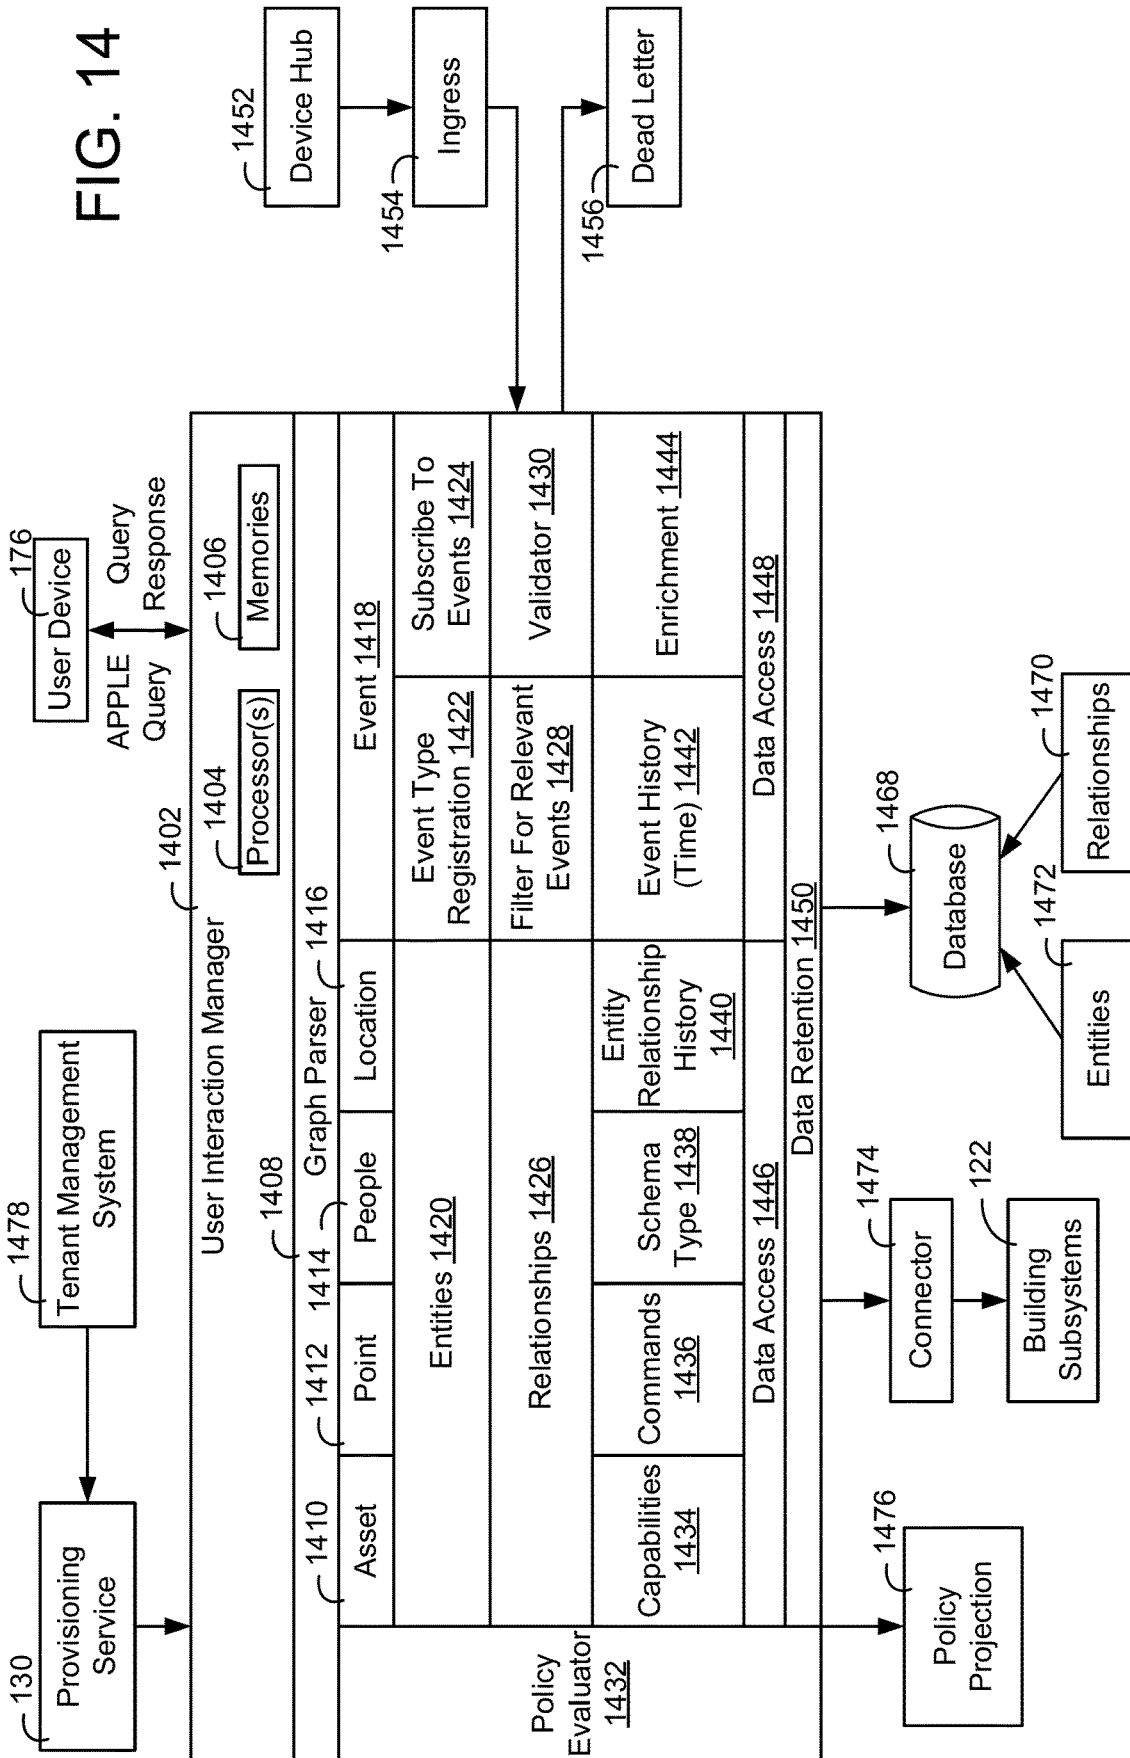 FIG. 14
1478
Tenant Management
System
130
Provisioning
Service
176
User Device
APPLE
Query
Query
Response
1402
User Interaction Manager
1404
Processor(s)
1406
Memories
1408
Graph Parser
1410
Asset
1412
Point
1414
People
1416
Location
Event 1418
Policy
Evaluator
1432
Entities 1420
Event Type
Registration 1422
Subscribe To
Events 1424
Relationships 1426
Filter For Relevant
Events 1428
Validator 1430
Capabilities
1434
Commands
1436
Schema
Type 1438
Entity
Relationship
History
1440
Event History
(Time) 1442
Enrichment 1444
Data Access 1446
Data Access 1448
Data Retention 1450
1452
Device Hub
1454
Ingress
1456
Dead Letter
1476
Policy
Projection
1474
Connector
122
Building
Subsystems
1468
Database
1472
Entities
1470
Relationships